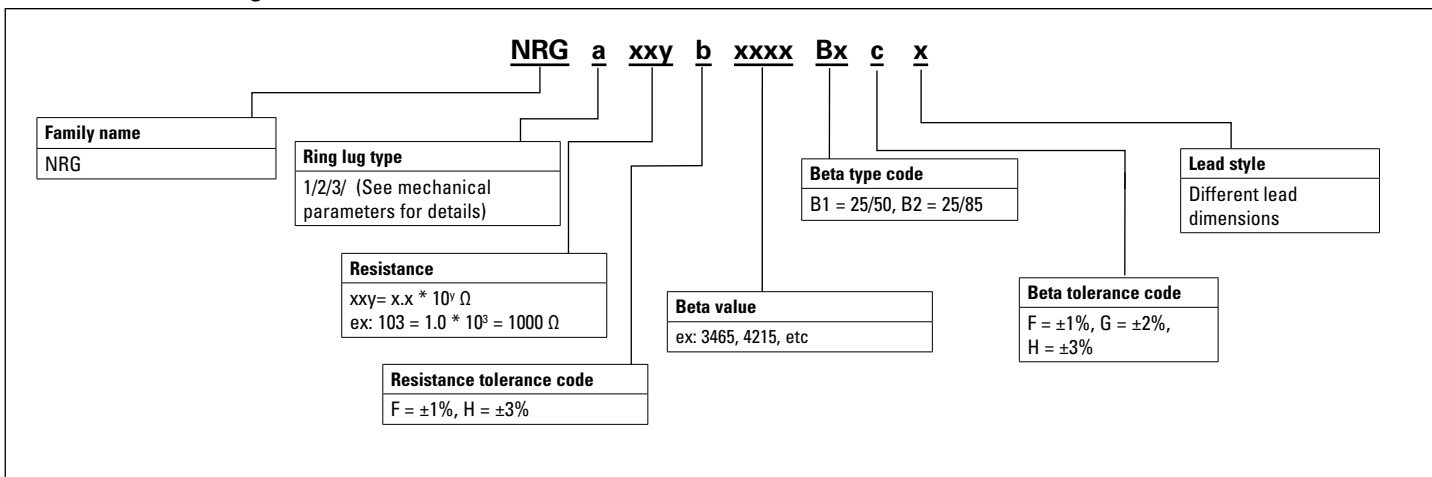 NRG a xxy b xxxx Bx c x
Family name
NRG
Ring lug type
1/2/3/ (See mechanical
parameters for details)
Beta type code
B1 = 25/50, B2 = 25/85
Lead style
Different lead
dimensions
Resistance
xxy= x.x * 10ʸ Ω
ex: 103 = 1.0 * 10³ = 1000 Ω
Beta value
ex: 3465, 4215, etc
Beta tolerance code
F = ±1%, G = ±2%,
H = ±3%
Resistance tolerance code
F = ±1%, H = ±3%